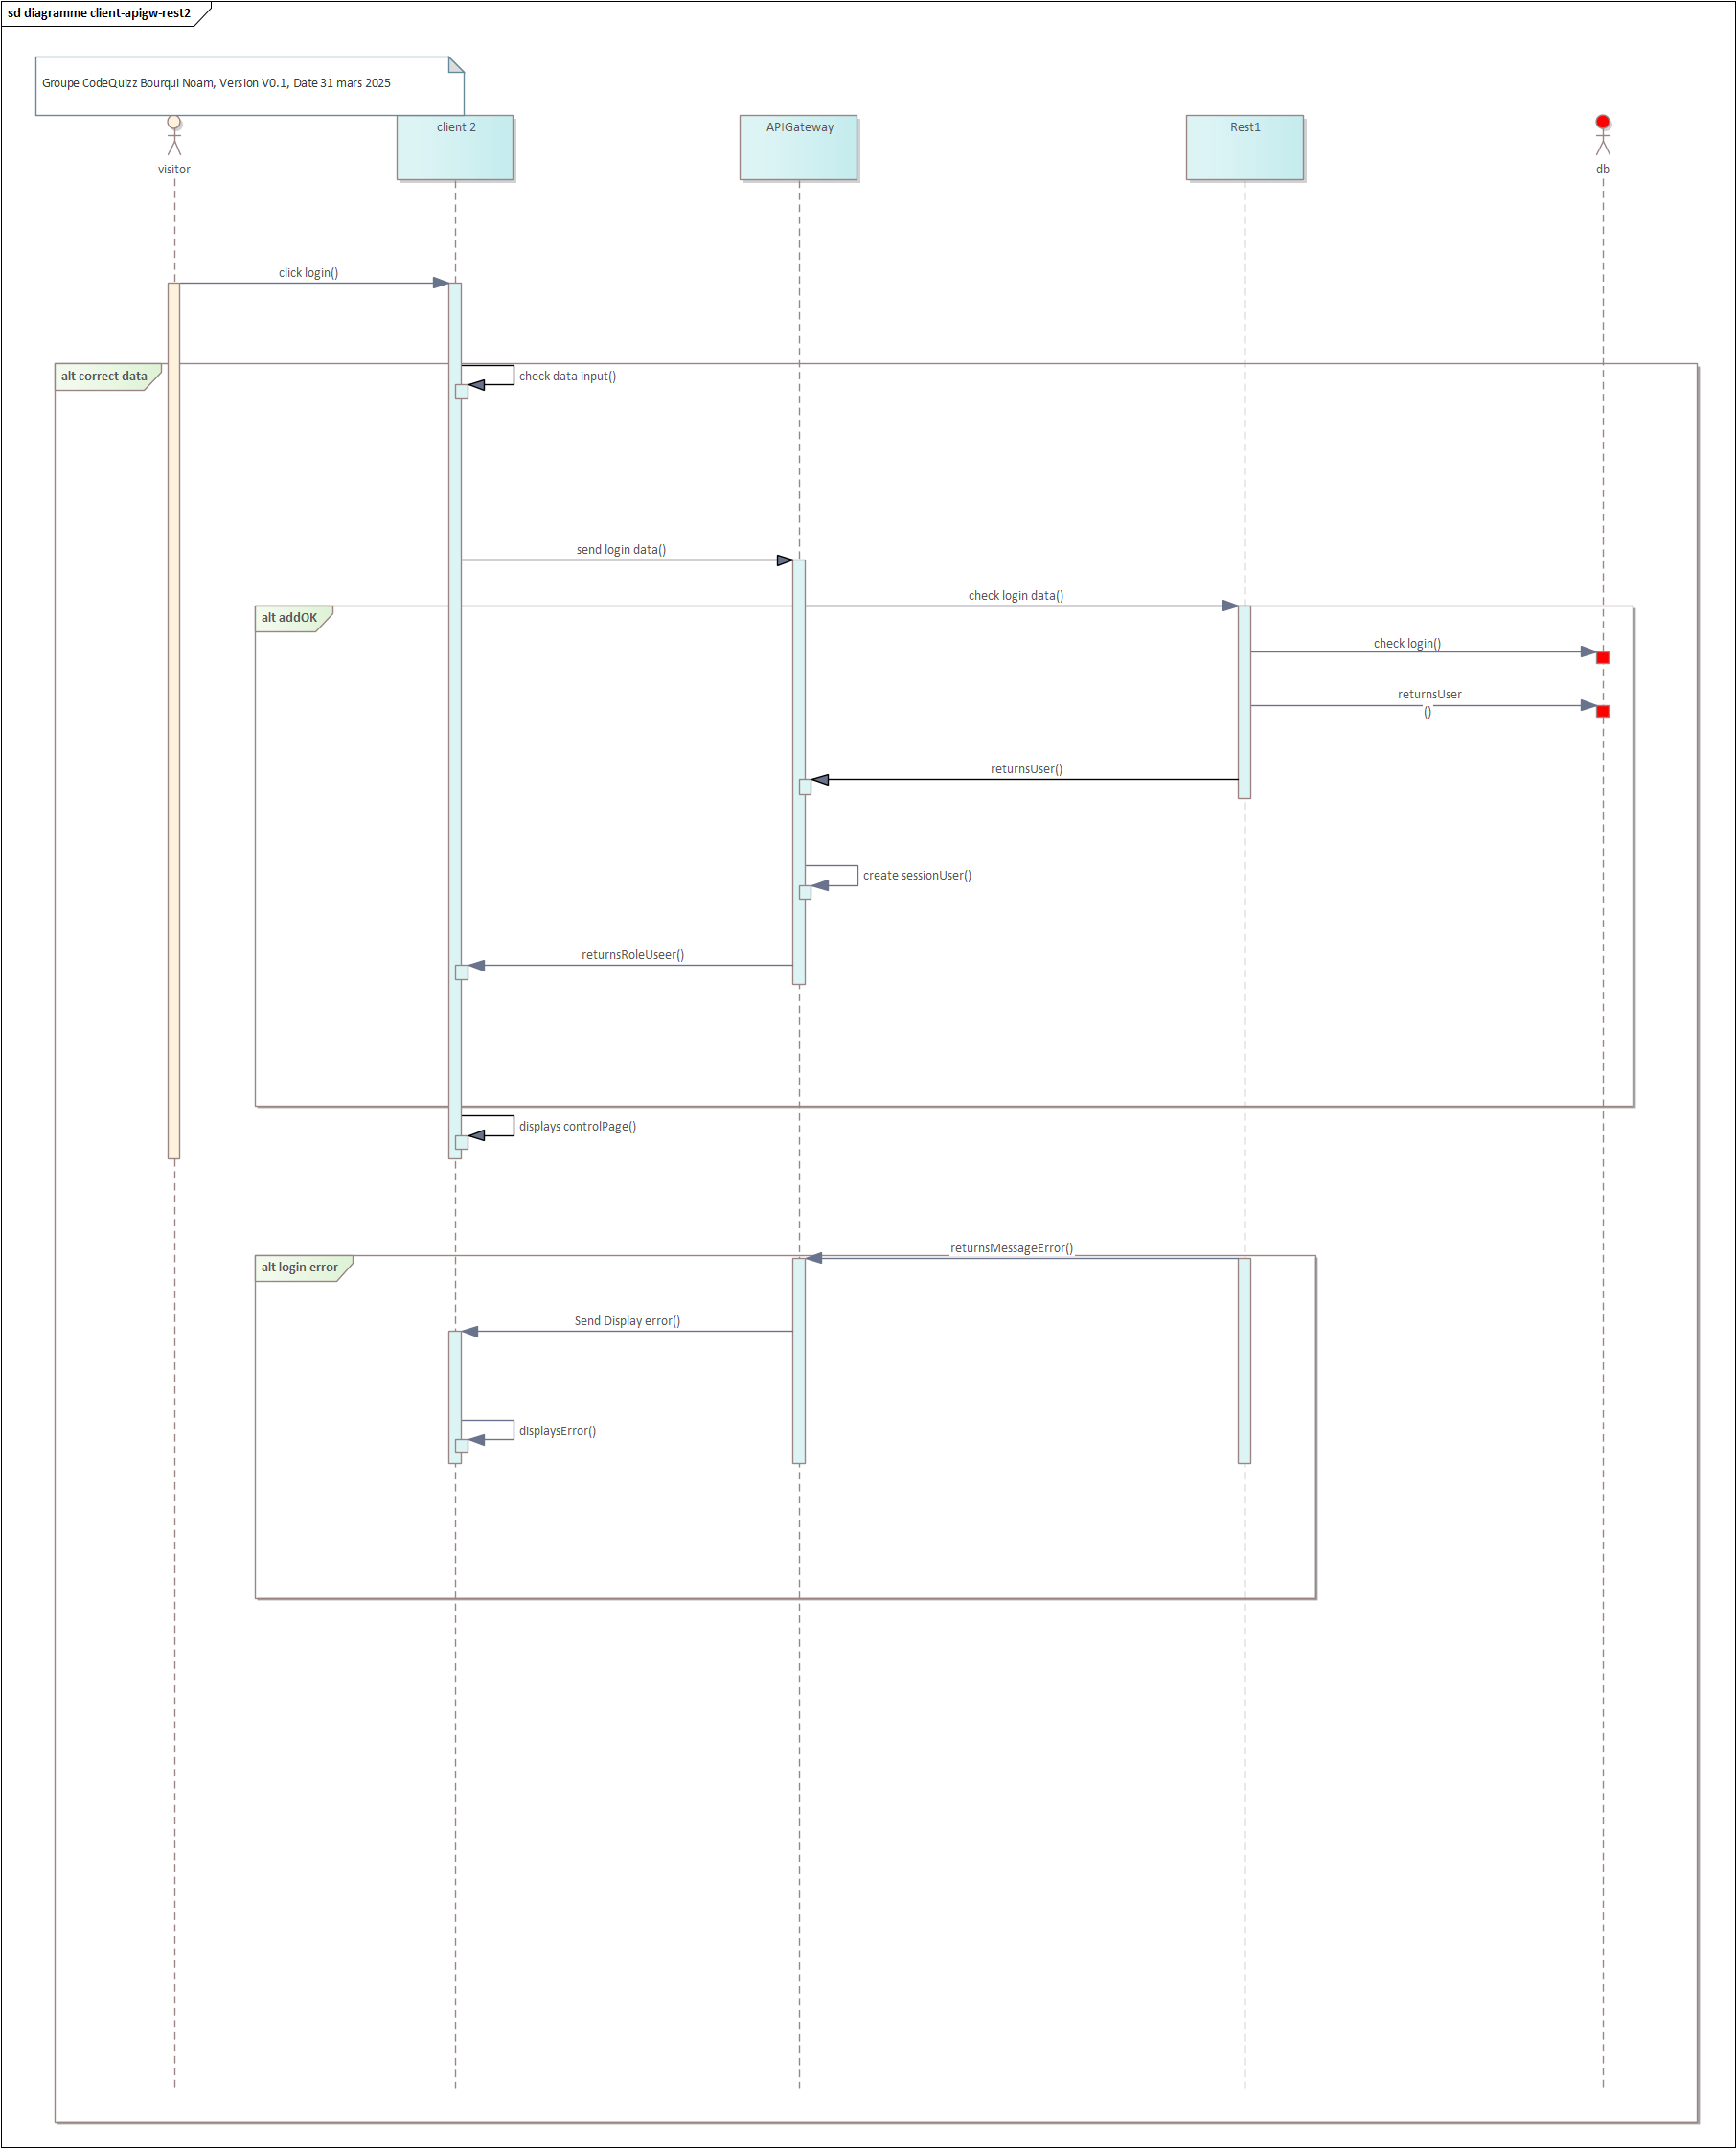 sd diagramme client-apigw-rest2
Groupe CodeQuizz Bourqui Noam, Version V0.1, Date 31 mars 2025
visitor
client 2
APIGateway
Rest1
db
click login()
alt correct data
check data input()
send login data()
check login data()
alt addOK
check login()
returnsUser
()
returnsUser()
create sessionUser()
returnsRoleUseer()
displays controlPage()
returnsMessageError()
alt login error
Send Display error()
displaysError()